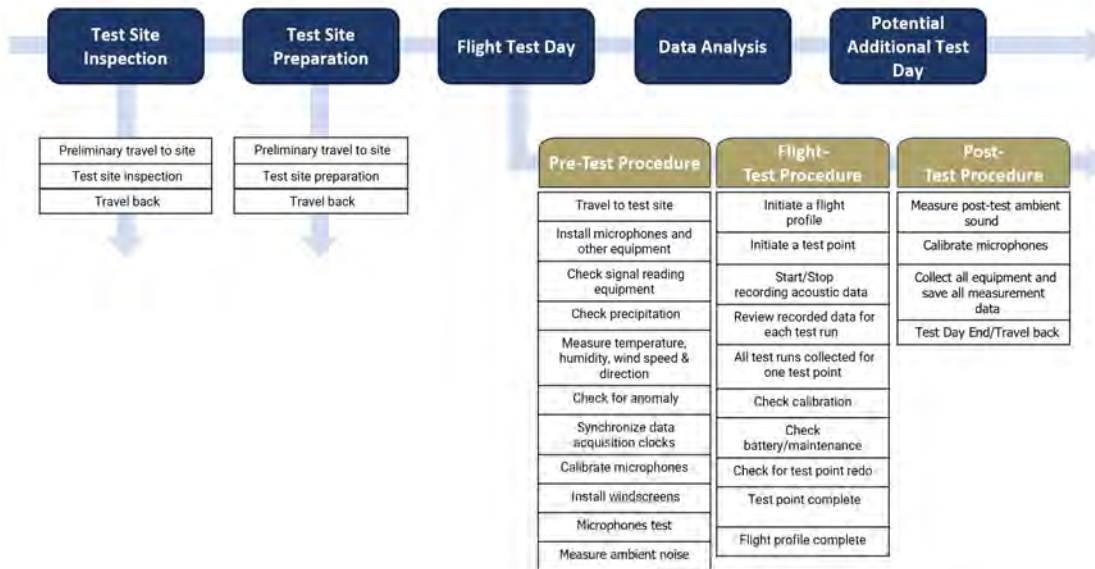 Test Site
Inspection
Test Site
Preparation
Flight Test Day
Data Analysis
Potential
Additional Test
Day
Preliminary travel to site
Test site inspection
Travel back
Preliminary travel to site
Test site preparation
Travel back
Pre-Test Procedure
Travel to test site
Install microphones and
other equipment
Check signal reading
equipment
Check precipitation
Measure temperature,
humidity, wind speed &
direction
Check for anomaly
Synchronize data
acquisition clocks
Calibrate microphones
Install windscreens
Microphones test
Measure ambient noise
Flight-
Test Procedure
Initiate a flight
profile
Initiate a test point
Start/Stop
recording acoustic data
Review recorded data for
each test run
All test runs collected for
one test point
Check calibration
Check
battery/maintenance
Check for test point redo
Test point complete
Flight profile complete
Post-
Test Procedure
Measure post-test ambient
sound
Calibrate microphones
Collect all equipment and
save all measurement
data
Test Day End/Travel back